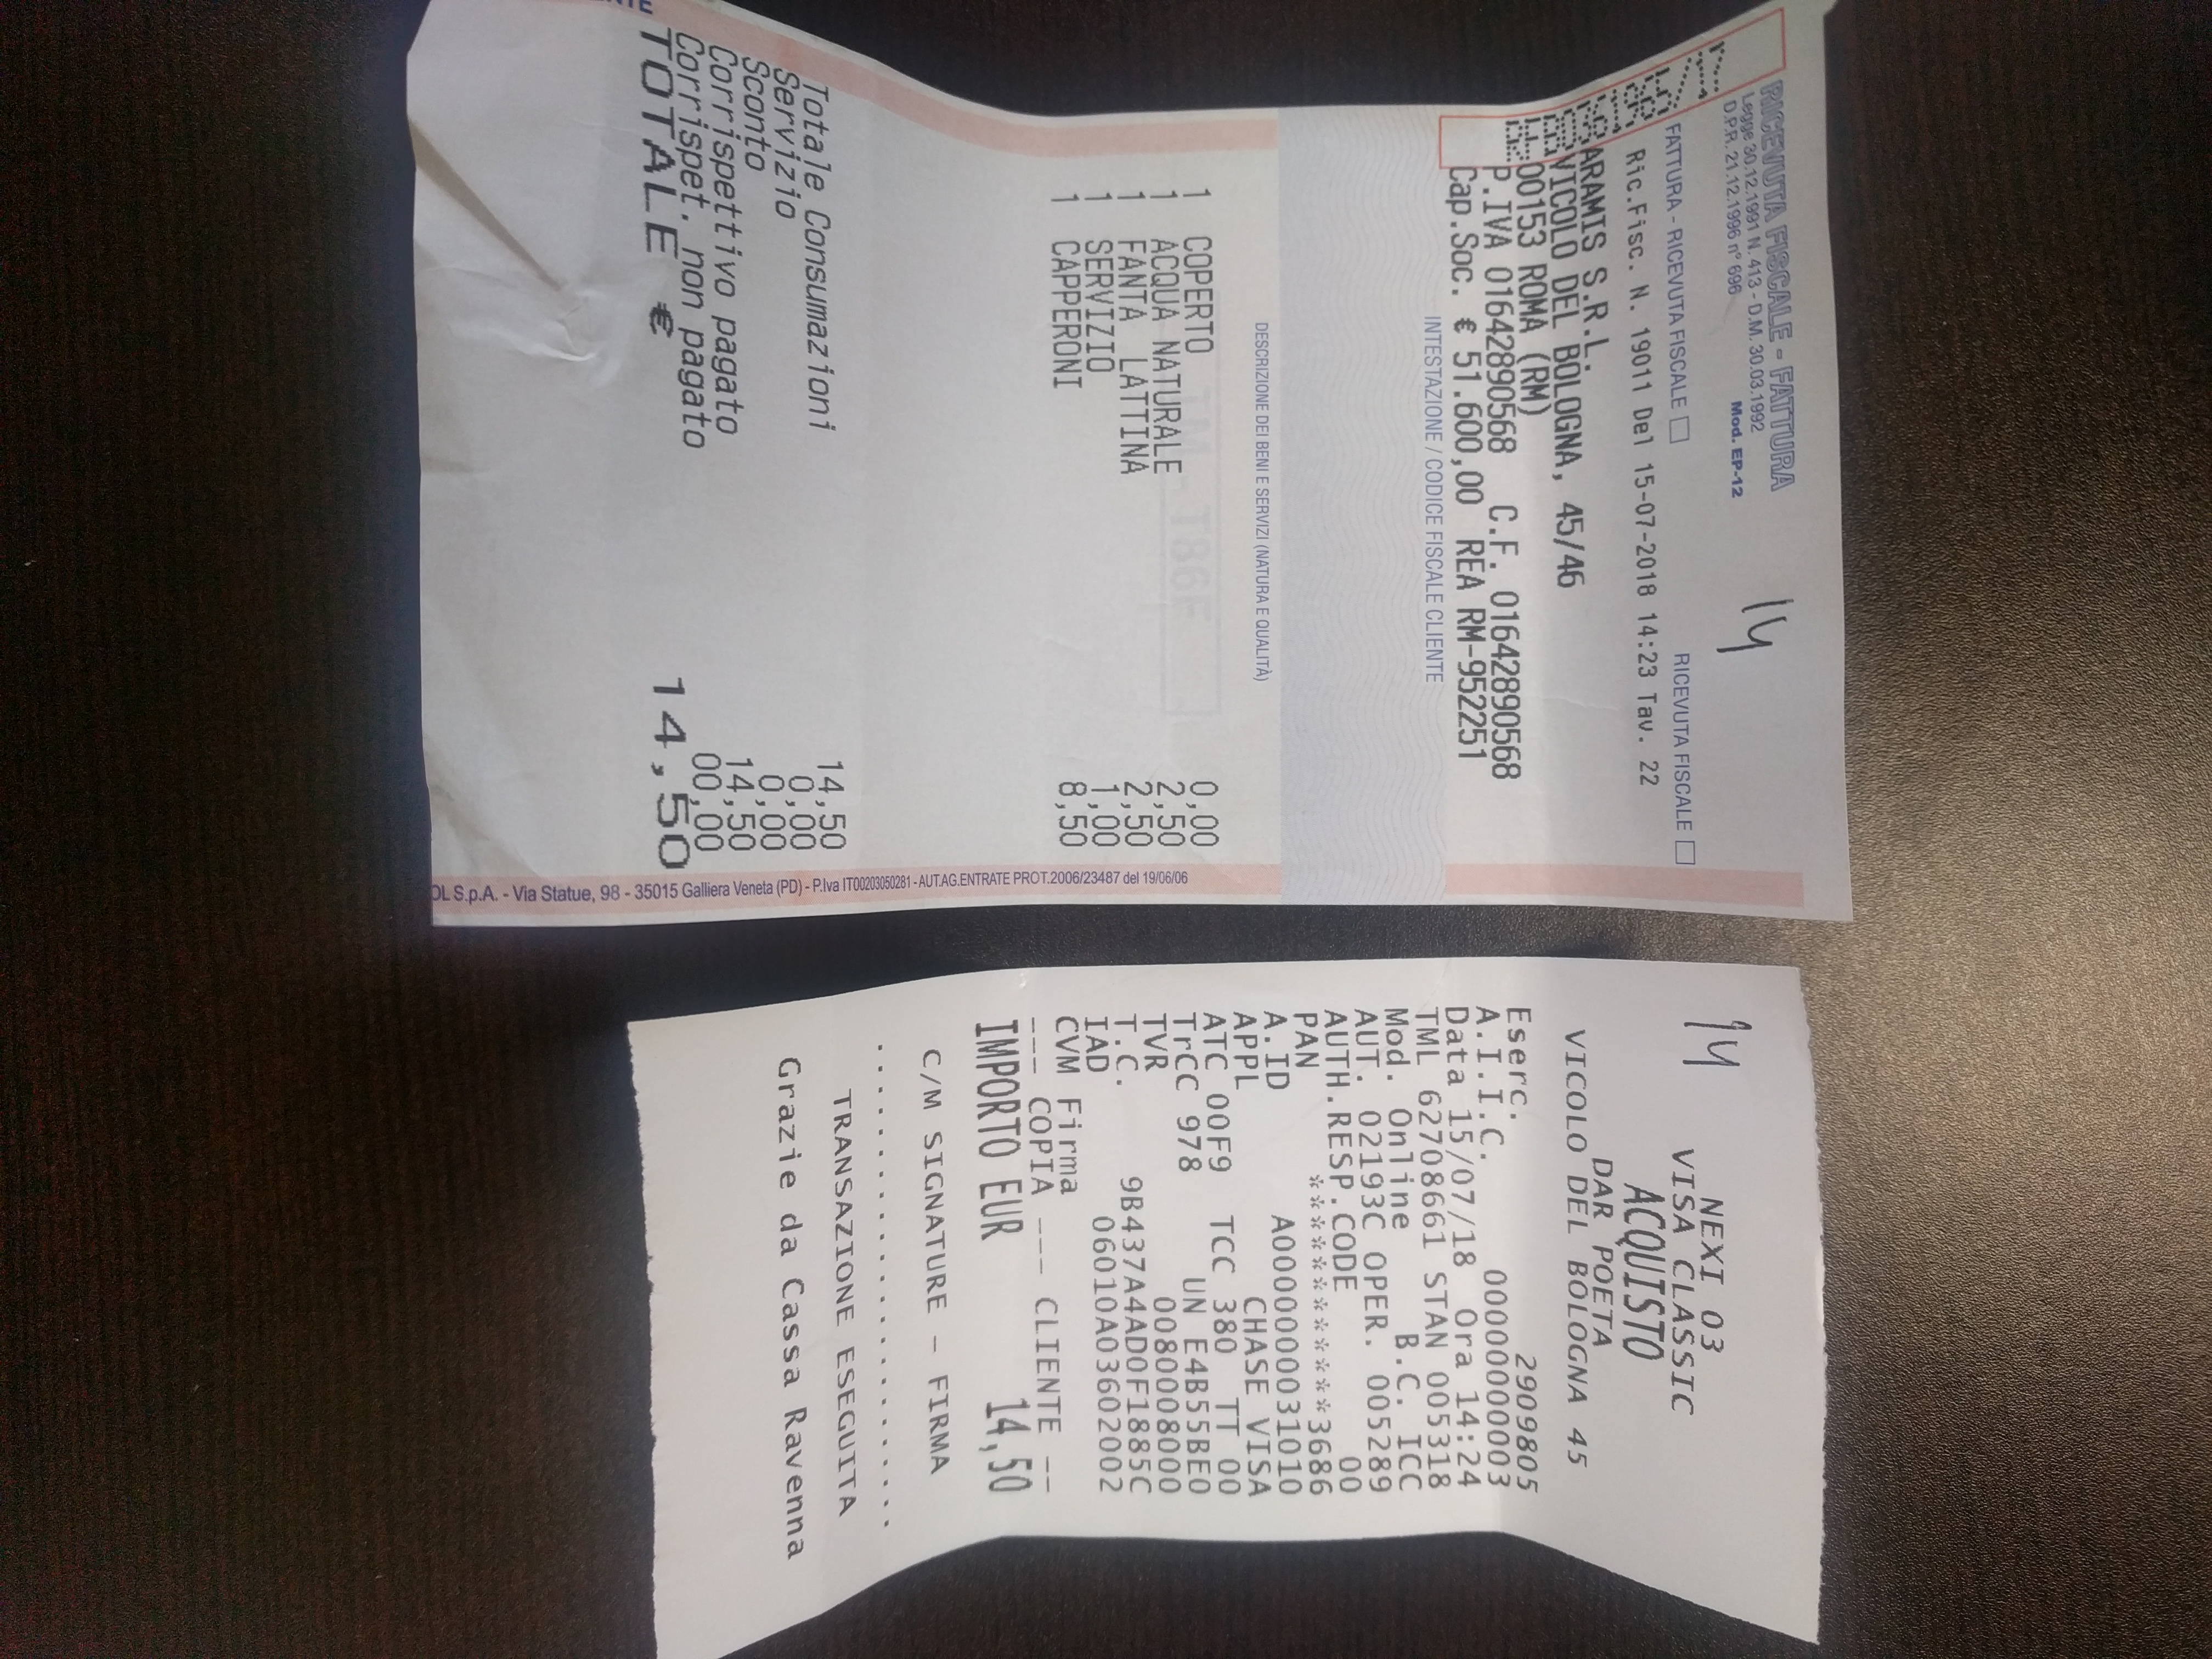 RICEVUTA FISCALE - FATTURA
Legge 30.12.1991 N. 413 - D.M. 30.03.1992
D.P.R. 21.12.1996 n° 696 Mod. EP-12
14
FATTURA - RICEVUTA FISCALE RICEVUTA FISCALE
Ric.Fisc. N. 19011 Del 15-07-2018 14:23 Tav. 22
ARAMIS S.R.L.
VICOLO DEL BOLOGNA, 45/46
00153 ROMA (RM)
P.IVA 01642890568 C.F. 01642890568
Cap.Soc. € 51.600,00 REA RM-952251
INTESTAZIONE / CODICE FISCALE CLIENTE
DESCRIZIONE DEI BENI E SERVIZI (NATURA E QUALITÀ)
1 COPERTO 0,00
1 ACQUA NATURALE 2,50
1 FANTA LATTINA 2,50
1 SERVIZIO 1,00
1 CAPPERONI 8,50
Totale Consumazioni 14,50
Servizio 0,00
Sconto 0,00
Corrispettivo pagato 14,50
Corrispet. non pagato 00,00
TOTALE € 14,50
S.p.A. - Via Statue, 98 - 35015 Galliera Veneta (PD) - P.Iva IT00203050281 - AUT.AG.ENTRATE PROT.2006/23487 del 19/06/06
14
NEXI 03
VISA CLASSIC
ACQUISTO
DAR POETA
VICOLO DEL BOLOGNA 45
Eserc. 2909805
A.I.I.C. 00000000003
Data 15/07/18 Ora 14:24
TML 62708661 STAN 005318
Mod. Online B.C. ICC
AUT. 02193C OPER. 005289
AUTH.RESP.CODE 00
PAN ************3686
A.ID A0000000031010
APPL CHASE VISA
ATC 00F9 TCC 380 TT 00
TrCC 978 UN E4B55BE0
TVR 0080008000
T.C. 9B437A4AD0F1885C
IAD 06010A03602002
CVM Firma
--- COPIA --- CLIENTE --
IMPORTO EUR 14,50
C/M SIGNATURE - FIRMA
........................
TRANSAZIONE ESEGUITA
Grazie da Cassa Ravenna